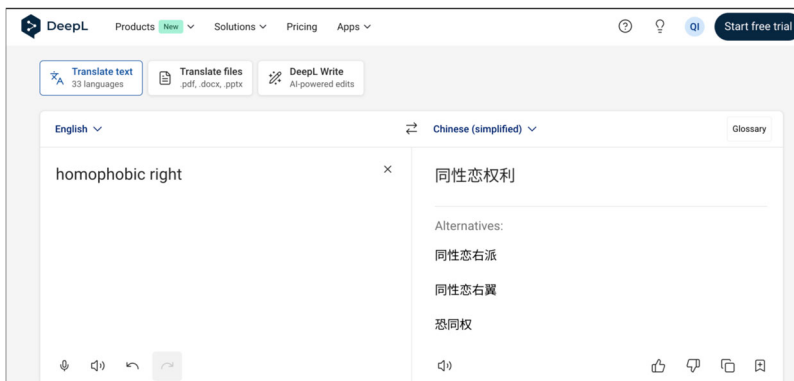 DeepL Products New Solutions Pricing Apps QI Start free trial
Translate text
33 languages
Translate files
.pdf, .docx, .pptx
DeepL Write
AI-powered edits
English
Chinese (simplified)
Glossary
homophobic right
同性恋权利
Alternatives:
同性恋右派
同性恋右翼
恐同权